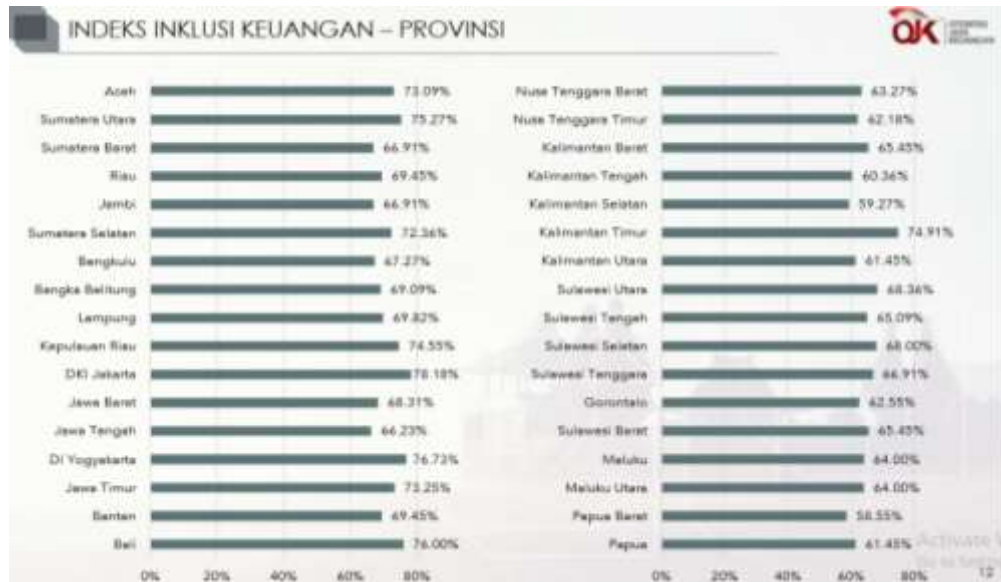 INDEKS INKLUSI KEUANGAN – PROVINSI
OJK OTORITAS JASA KEUANGAN
Aceh 73.09%
Sumatera Utara 75.27%
Sumatera Barat 66.91%
Riau 69.45%
Jambi 66.91%
Sumatera Selatan 72.36%
Bengkulu 67.27%
Bangka Belitung 69.09%
Lampung 69.82%
Kepulauan Riau 74.55%
DKI Jakarta 78.18%
Jawa Barat 68.31%
Jawa Tengah 66.23%
DI Yogyakarta 76.73%
Jawa Timur 73.25%
Banten 69.45%
Bali 76.00%
0% 20% 40% 60% 80%
Nusa Tenggara Barat 63.27%
Nusa Tenggara Timur 62.18%
Kalimantan Barat 65.45%
Kalimantan Tengah 60.36%
Kalimantan Selatan 59.27%
Kalimantan Timur 74.91%
Kalimantan Utara 61.45%
Sulawesi Utara 68.36%
Sulawesi Tengah 65.09%
Sulawesi Selatan 68.00%
Sulawesi Tenggara 66.91%
Gorontalo 62.55%
Sulawesi Barat 65.45%
Maluku 64.00%
Maluku Utara 64.00%
Papua Barat 58.55%
Papua 61.45%
0% 20% 40% 60% 80%
Activate
12